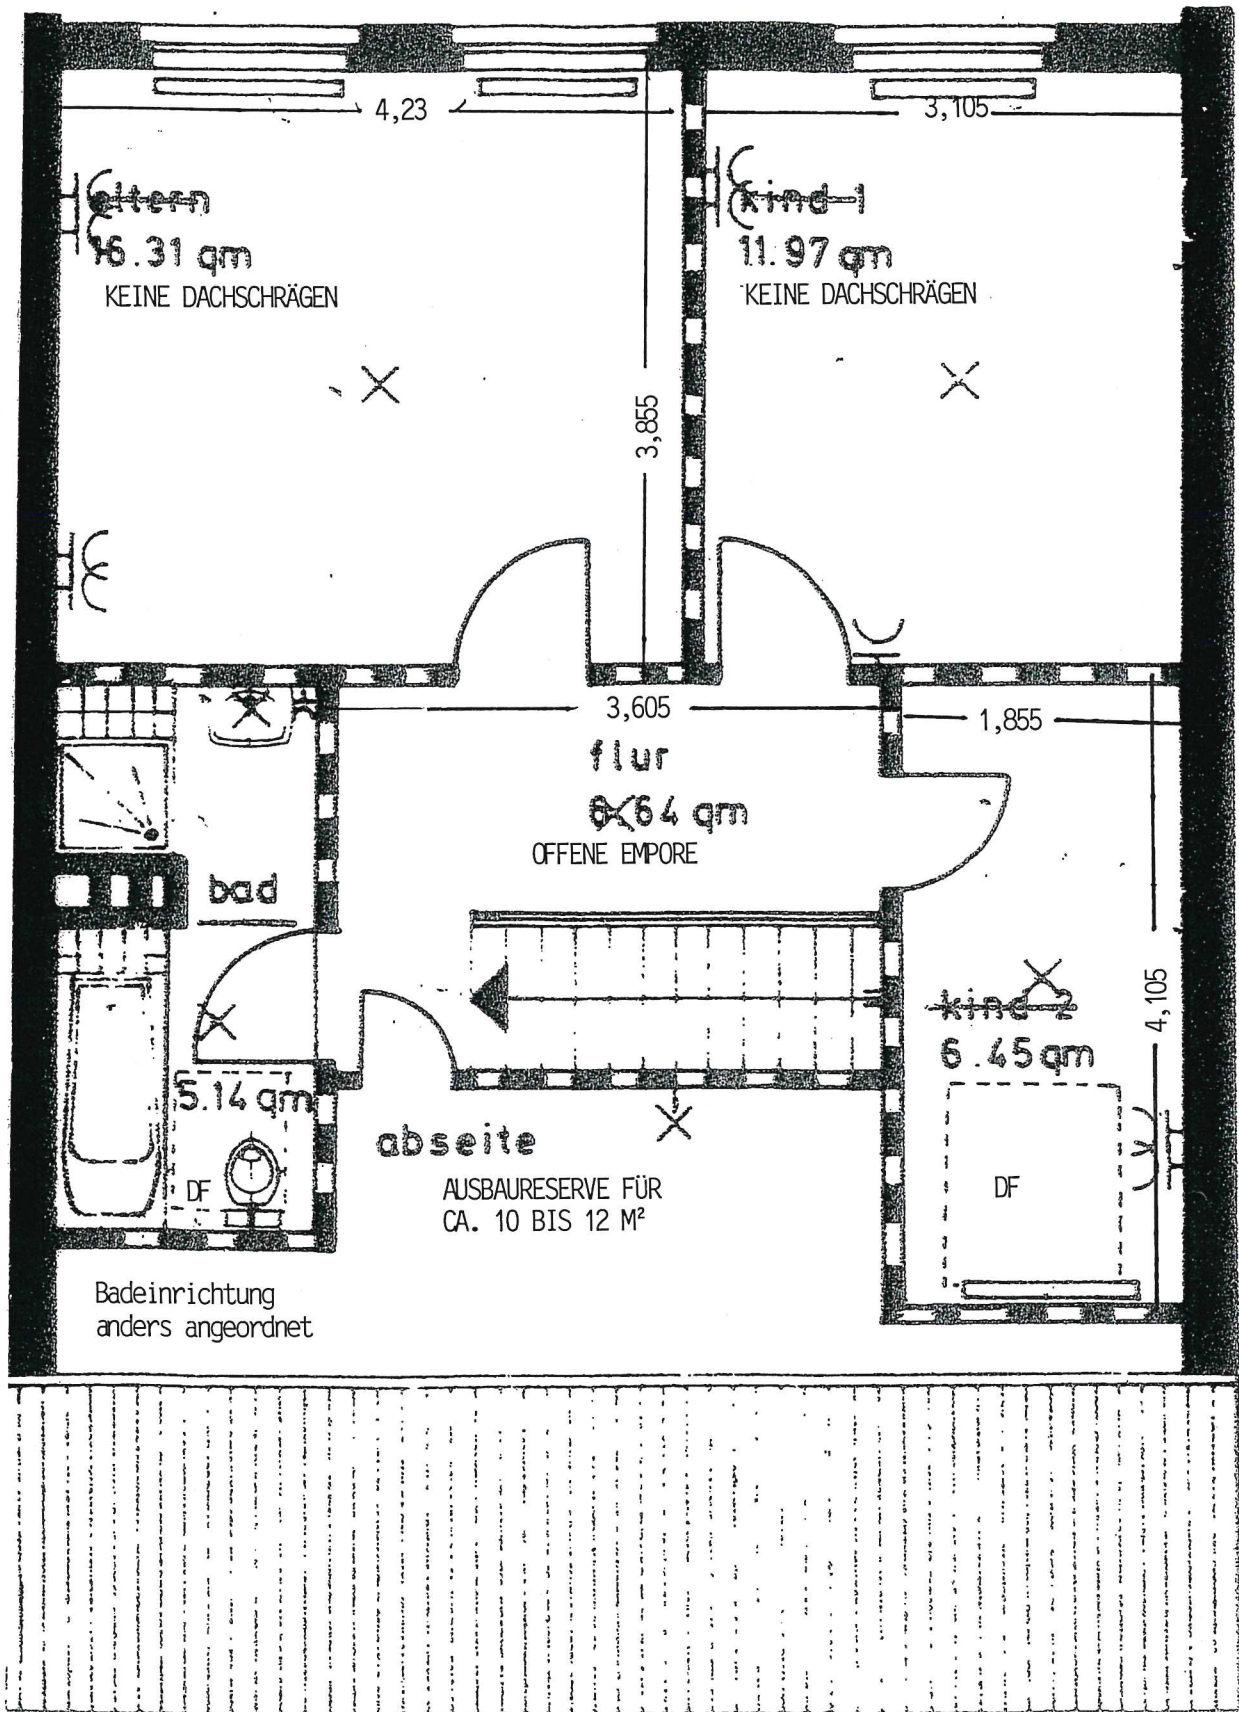 4,23
3,105
eltern
16.31 qm
KEINE DACHSCHRÄGEN
kind 1
11.97 qm
KEINE DACHSCHRÄGEN
3,855
3,605
1,855
flur
64 qm
OFFENE EMPORE
bad
4,105
kind 2
6.45 qm
5.14 qm
abseite
DF
AUSBAURESERVE FÜR
CA. 10 BIS 12 M²
DF
Badeinrichtung
anders angeordnet